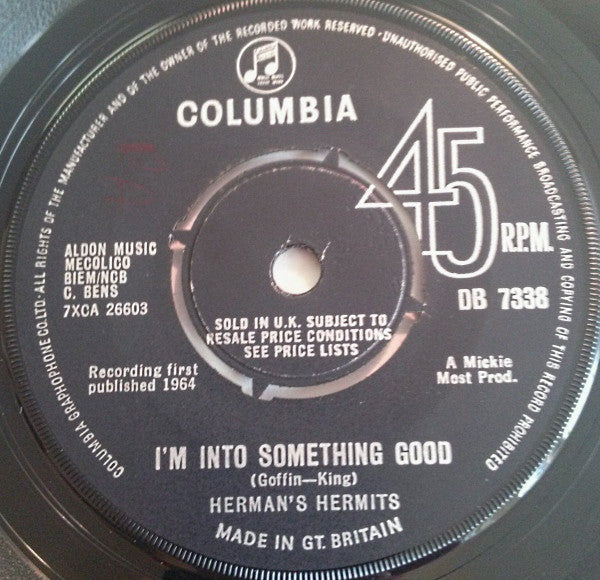 COLUMBIA GRAPHOPHONE CO. LTD. · ALL RIGHTS OF THE MANUFACTURER AND OF THE OWNER OF THE RECORDED WORK RESERVED · UNAUTHORISED PUBLIC PERFORMANCE BROADCASTING AND COPYING OF THIS RECORD PROHIBITED
COLUMBIA
45
R.P.M.
ALDON MUSIC
MECOLICO
BIEM/NCB
C. BENS
7XCA 26603
DB 7338
SOLD IN U.K. SUBJECT TO
RESALE PRICE CONDITIONS
SEE PRICE LISTS
Recording first
published 1964
A Mickie
Most Prod.
I'M INTO SOMETHING GOOD
(Goffin—King)
HERMAN'S HERMITS
MADE IN GT. BRITAIN